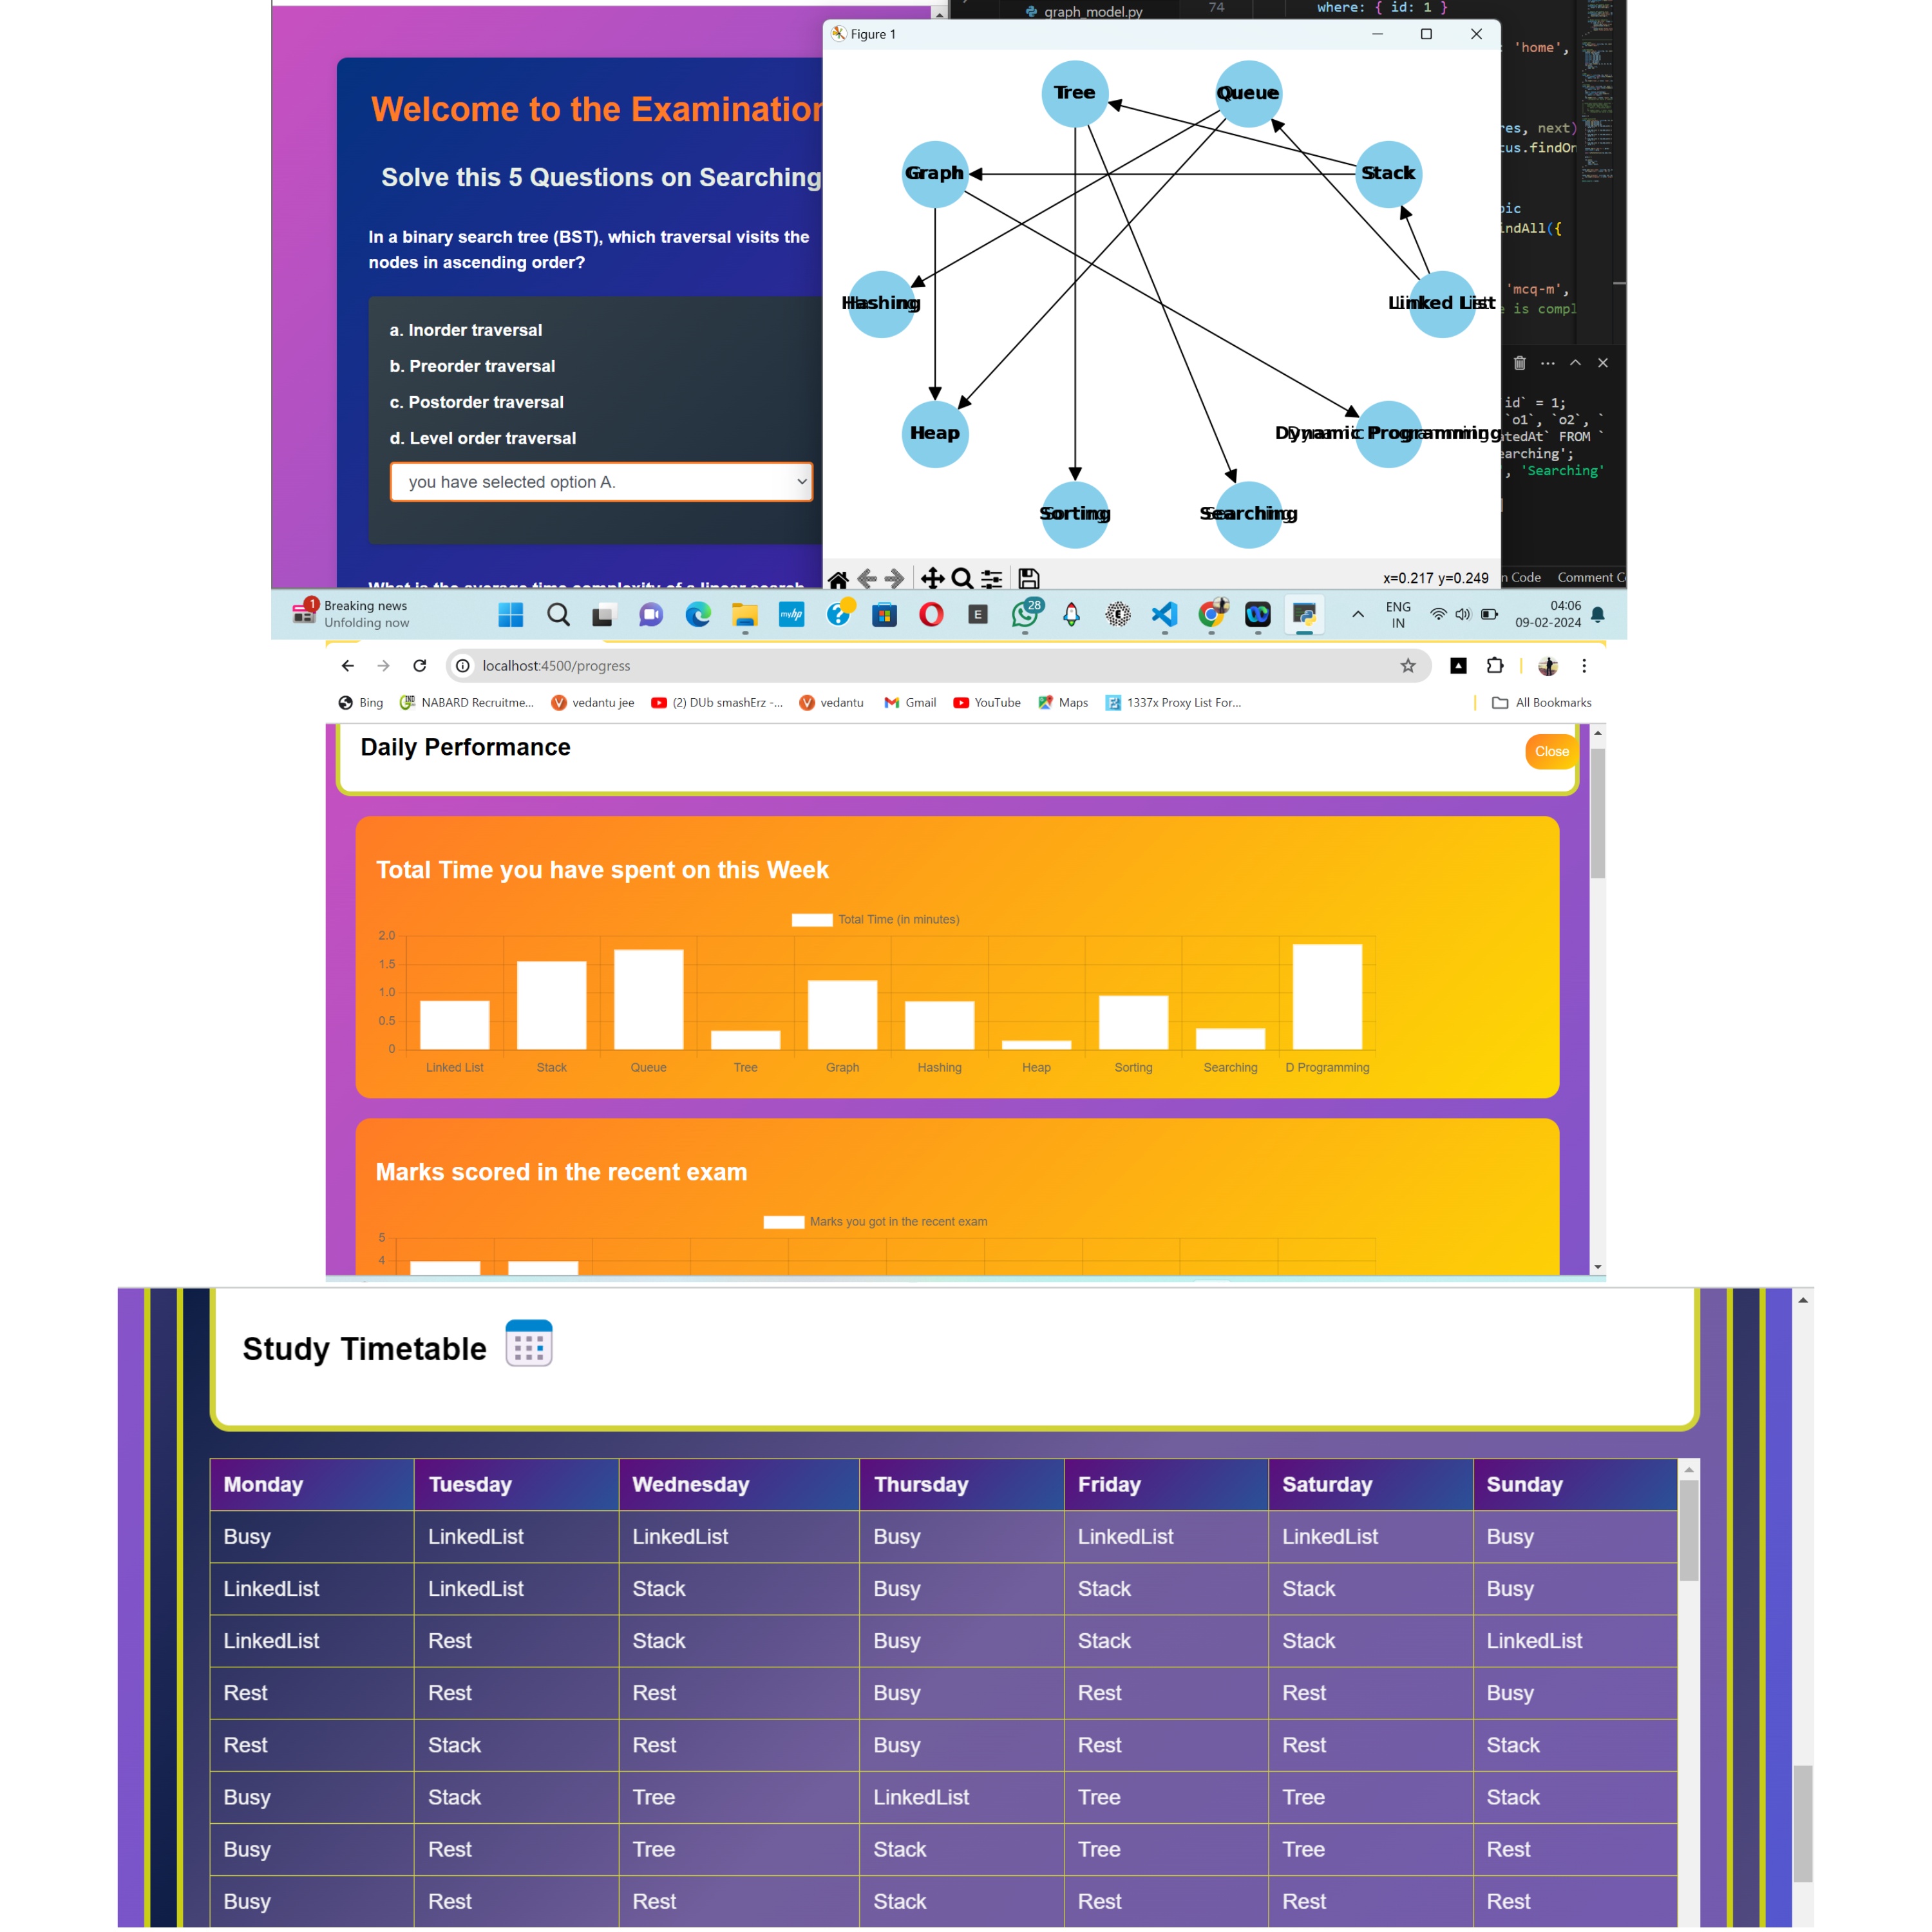 Welcome to the Examination
Solve this 5 Questions on Searching
In a binary search tree (BST), which traversal visits the
nodes in ascending order?
a. Inorder traversal
b. Preorder traversal
c. Postorder traversal
d. Level order traversal
you have selected option A.
What is the average time complexity of a linear search
graph_model.py
74
where: { id: 1 }
Figure 1
Tree
Queue
Graph
Stack
Hashing
Linked List
Heap
Dynamic Programming
Sorting
Searching
x=0.217 y=0.249
'home',
res, next)
tus.findOn
pic
indAll({
'mcq-m',
e is compl
id` = 1;
`o1`, `o2`, `
tedAt` FROM `
earching';
, 'Searching'
n Code Comment C
1
Breaking news
Unfolding now
myhp
E
28
ENG
IN
04:06
09-02-2024
localhost:4500/progress
Bing NABARD Recruitme... vedantu jee (2) DUb smashErz -... vedantu Gmail YouTube Maps 1337x Proxy List For... All Bookmarks
Daily Performance
Close
Total Time you have spent on this Week
Total Time (in minutes)
2.0
1.5
1.0
0.5
0
Linked List Stack Queue Tree Graph Hashing Heap Sorting Searching D Programming
Marks scored in the recent exam
Marks you got in the recent exam
5
4
Study Timetable
Monday Tuesday Wednesday Thursday Friday Saturday Sunday
Busy LinkedList LinkedList Busy LinkedList LinkedList Busy
LinkedList LinkedList Stack Busy Stack Stack Busy
LinkedList Rest Stack Busy Stack Stack LinkedList
Rest Rest Rest Busy Rest Rest Busy
Rest Stack Rest Busy Rest Rest Stack
Busy Stack Tree LinkedList Tree Tree Stack
Busy Rest Tree Stack Tree Tree Rest
Busy Rest Rest Stack Rest Rest Rest